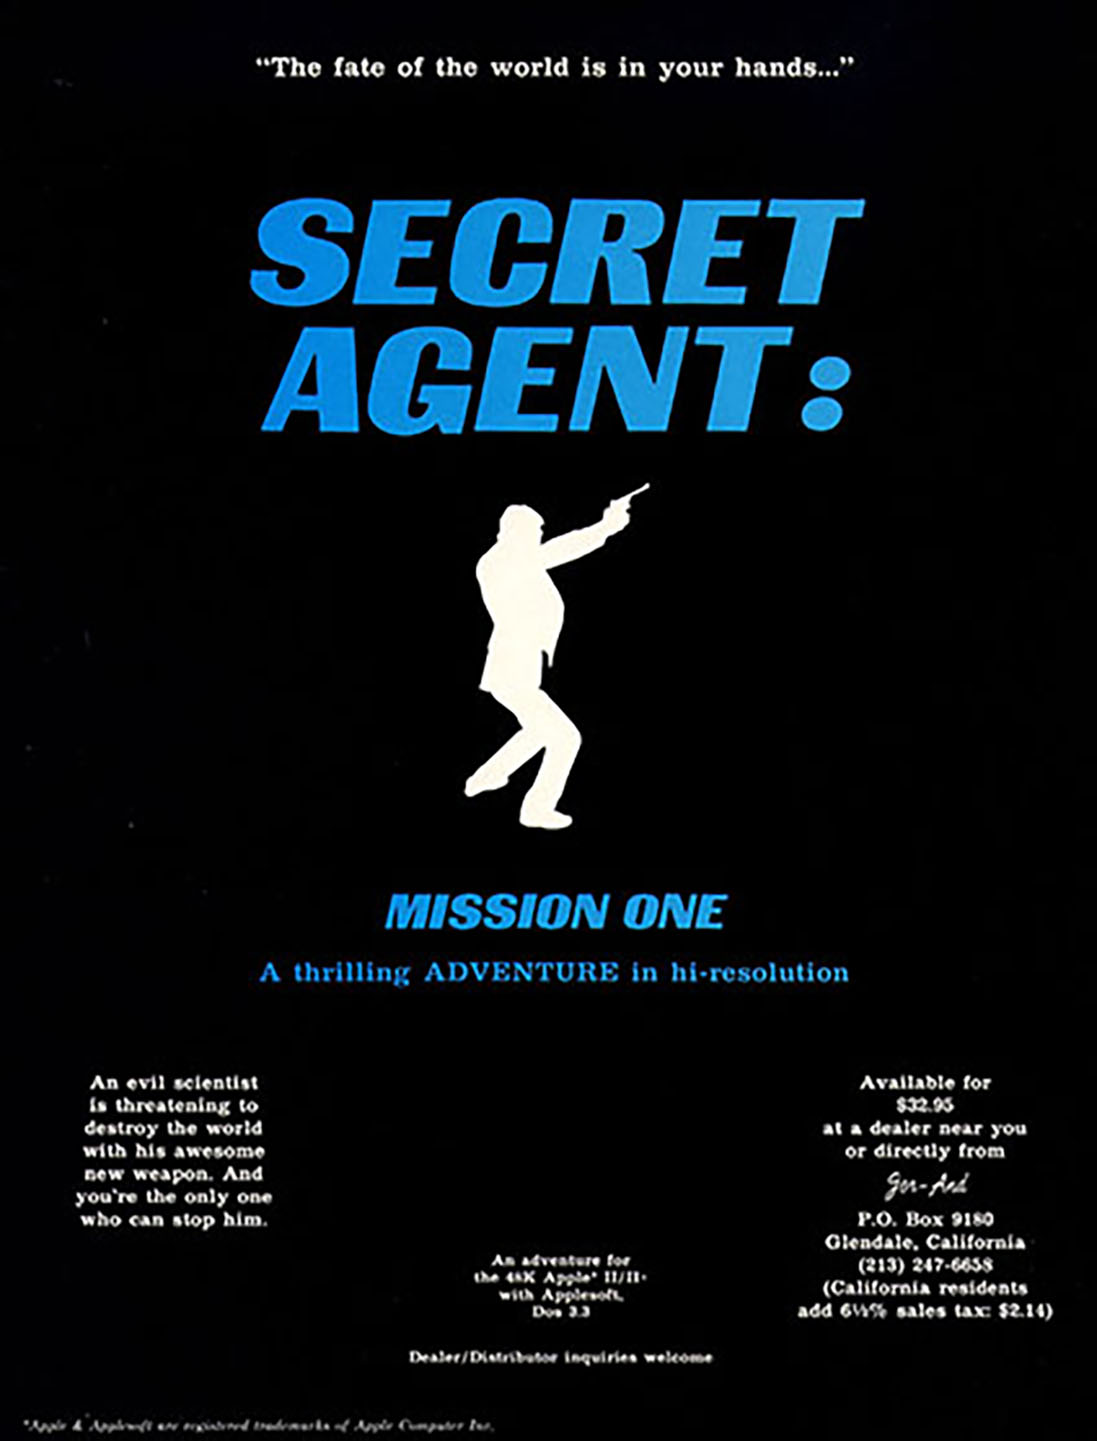 “The fate of the world is in your hands...”
SECRET
AGENT:
MISSION ONE
A thrilling ADVENTURE in hi-resolution
An evil scientist
is threatening to
destroy the world
with his awesome
new weapon. And
you're the only one
who can stop him.
An adventure for
the 48K Apple* II/II+
with Applesoft,
Dos 3.3
Dealer/Distributor inquiries welcome
Available for
$32.95
at a dealer near you
or directly from
Jor-And
P.O. Box 9180
Glendale, California
(213) 247-6658
(California residents
add 6½% sales tax: $2.14)
*Apple & Applesoft are registered trademarks of Apple Computer Inc.